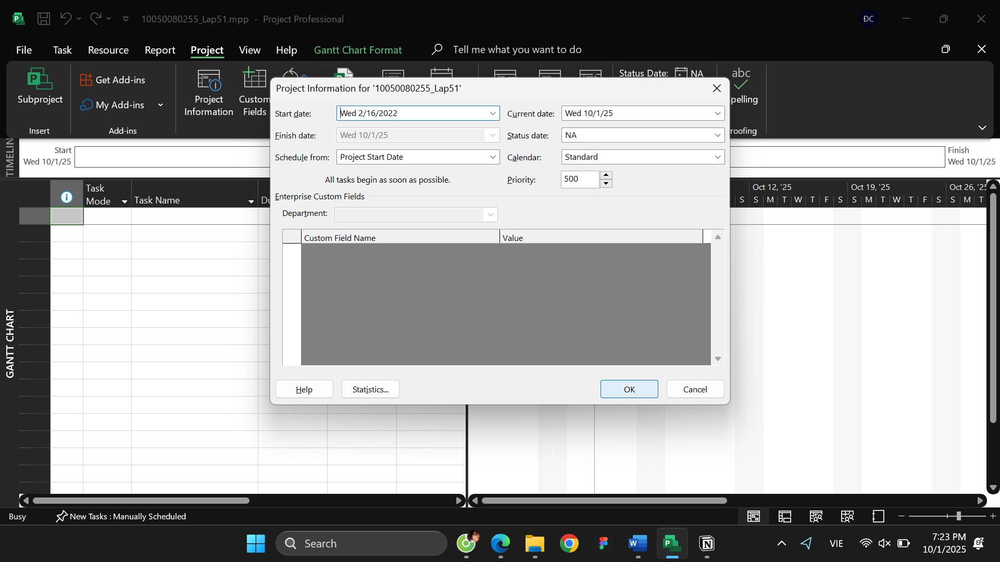 10050080255_Lap51.mpp - Project Professional
ĐC
File Task Resource Report Project View Help Gantt Chart Format Tell me what you want to do
Subproject
Get Add-ins
My Add-ins
Project
Information
Custom
Fields
Status Date: NA
abc
pelling
Insert
Add-ins
roofing
Project Information for '10050080255_Lap51'
Start date: Wed 2/16/2022
Current date: Wed 10/1/25
Finish date: Wed 10/1/25
Status date: NA
Schedule from: Project Start Date
Calendar: Standard
All tasks begin as soon as possible.
Priority: 500
Enterprise Custom Fields
Department:
Custom Field Name Value
Help Statistics... OK Cancel
TIMELIN
Start
Wed 10/1/25
Finish
Wed 10/1/25
Task
Mode
Task Name
Du
Oct 12, '25 Oct 19, '25 Oct 26, '25
S S M T W T F S S M T W T F S S M T
GANTT CHART
Busy New Tasks : Manually Scheduled
Search
VIE
7:23 PM
10/1/2025